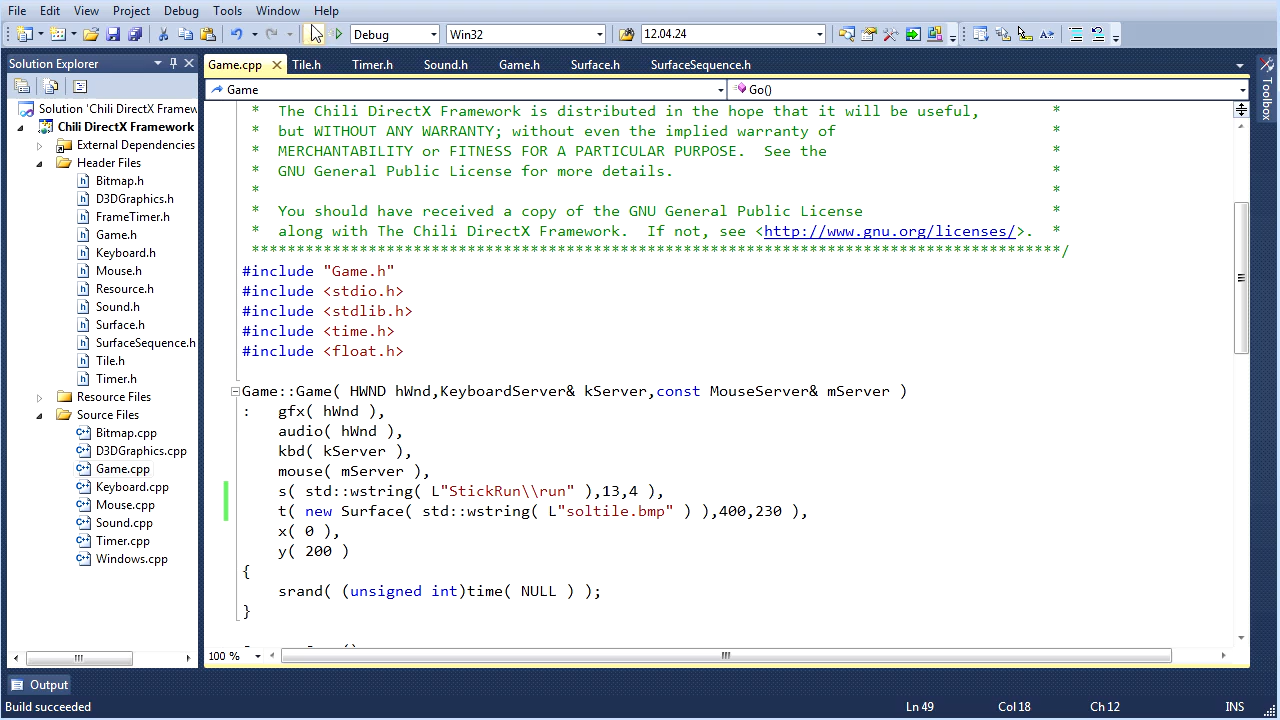 File Edit View Project Debug Tools Window Help
Debug Win32 12.04.24
Solution Explorer
Game.cpp Tile.h Timer.h Sound.h Game.h Surface.h SurfaceSequence.h
Toolbox
Game Go()
Solution 'Chili DirectX Framew
Chili DirectX Framework
External Dependencies
Header Files
Bitmap.h
D3DGraphics.h
FrameTimer.h
Game.h
Keyboard.h
Mouse.h
Resource.h
Sound.h
Surface.h
SurfaceSequence.h
Tile.h
Timer.h
Resource Files
Source Files
Bitmap.cpp
D3DGraphics.cpp
Game.cpp
Keyboard.cpp
Mouse.cpp
Sound.cpp
Timer.cpp
Windows.cpp
* The Chili DirectX Framework is distributed in the hope that it will be useful, *
* but WITHOUT ANY WARRANTY; without even the implied warranty of *
* MERCHANTABILITY or FITNESS FOR A PARTICULAR PURPOSE. See the *
* GNU General Public License for more details. *
* *
* You should have received a copy of the GNU General Public License *
* along with The Chili DirectX Framework. If not, see <http://www.gnu.org/licenses/>. *
******************************************************************************************/
#include "Game.h"
#include <stdio.h>
#include <stdlib.h>
#include <time.h>
#include <float.h>
Game::Game( HWND hWnd,KeyboardServer& kServer,const MouseServer& mServer )
: gfx( hWnd ),
audio( hWnd ),
kbd( kServer ),
mouse( mServer ),
s( std::wstring( L"StickRun\\run" ),13,4 ),
t( new Surface( std::wstring( L"soltile.bmp" ) ),400,230 ),
x( 0 ),
y( 200 )
{
srand( (unsigned int)time( NULL ) );
}
100 %
Output
Build succeeded Ln 49 Col 18 Ch 12 INS